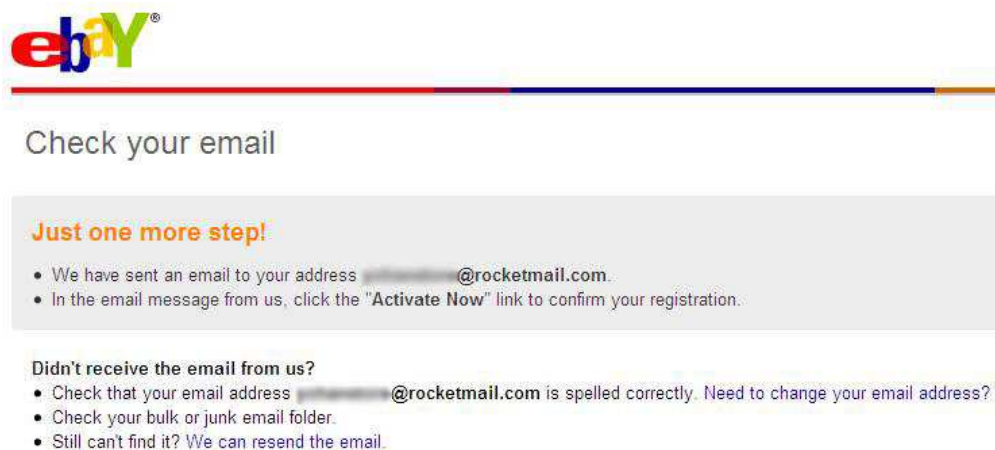 ebaY®
Check your email
Just one more step!
• We have sent an email to your address @rocketmail.com.
• In the email message from us, click the "Activate Now" link to confirm your registration.
Didn't receive the email from us?
• Check that your email address @rocketmail.com is spelled correctly. Need to change your email address?
• Check your bulk or junk email folder.
• Still can't find it? We can resend the email.